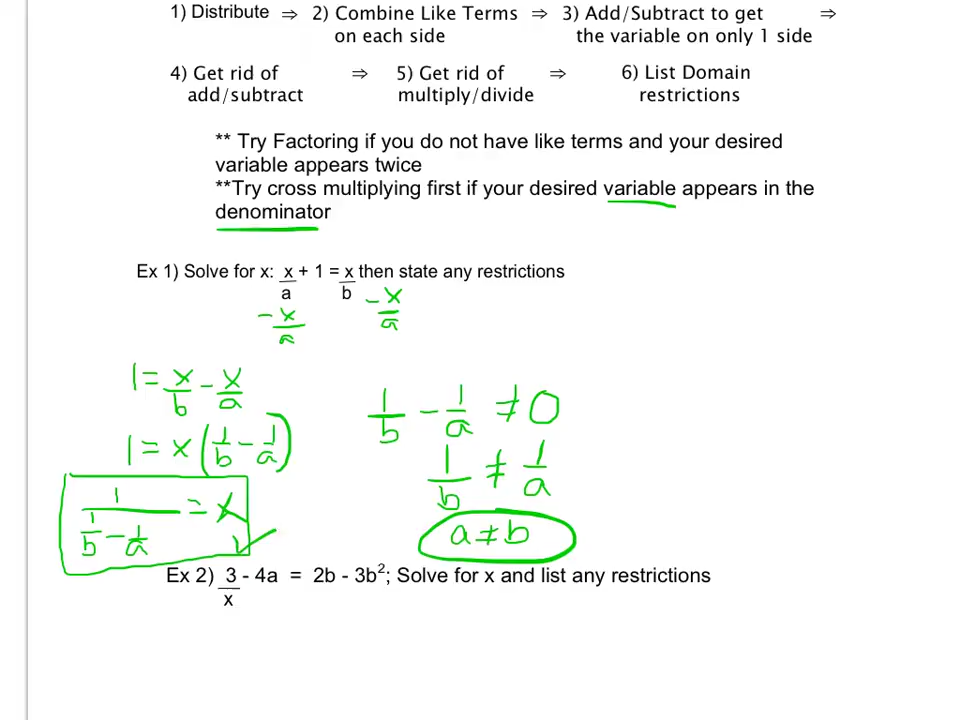 1) Distribute ⇒ 2) Combine Like Terms ⇒ 3) Add/Subtract to get ⇒
on each side the variable on only 1 side
4) Get rid of ⇒ 5) Get rid of ⇒ 6) List Domain
add/subtract multiply/divide restrictions
** Try Factoring if you do not have like terms and your desired
variable appears twice
**Try cross multiplying first if your desired variable appears in the
denominator
Ex 1) Solve for x: x + 1 = x then state any restrictions
a b
- x/a - x/a
1 = x/b - x/a
1/b - 1/a ≠ 0
1 = x (1/b - 1/a)
1/b ≠ 1/a
1/(1/b - 1/a) = x
a ≠ b
Ex 2) 3 - 4a = 2b - 3b²; Solve for x and list any restrictions
x